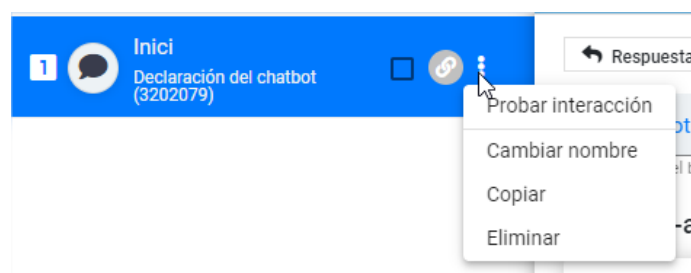 1
Inici
Declaración del chatbot
(3202079)
Respuesta
Probar interacción
Cambiar nombre
Copiar
Eliminar